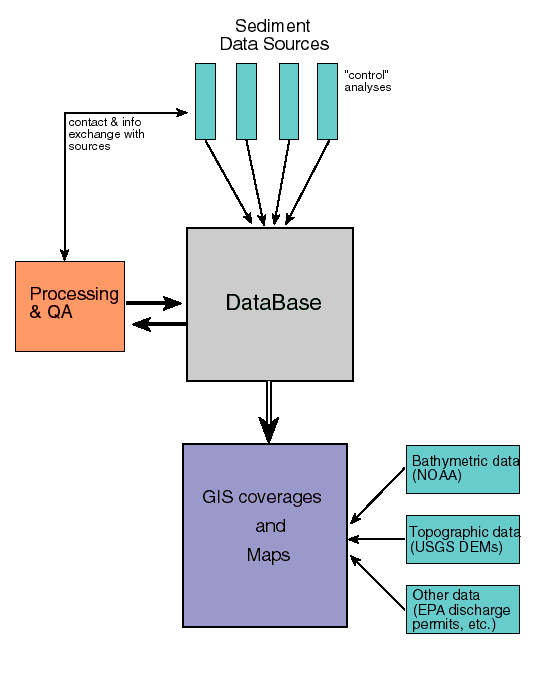 Sediment
Data Sources
"control"
analyses
contact & info
exchange with
sources
Processing
& QA
DataBase
GIS coverages
and
Maps
Bathymetric data
(NOAA)
Topographic data
(USGS DEMs)
Other data
(EPA discharge
permits, etc.)